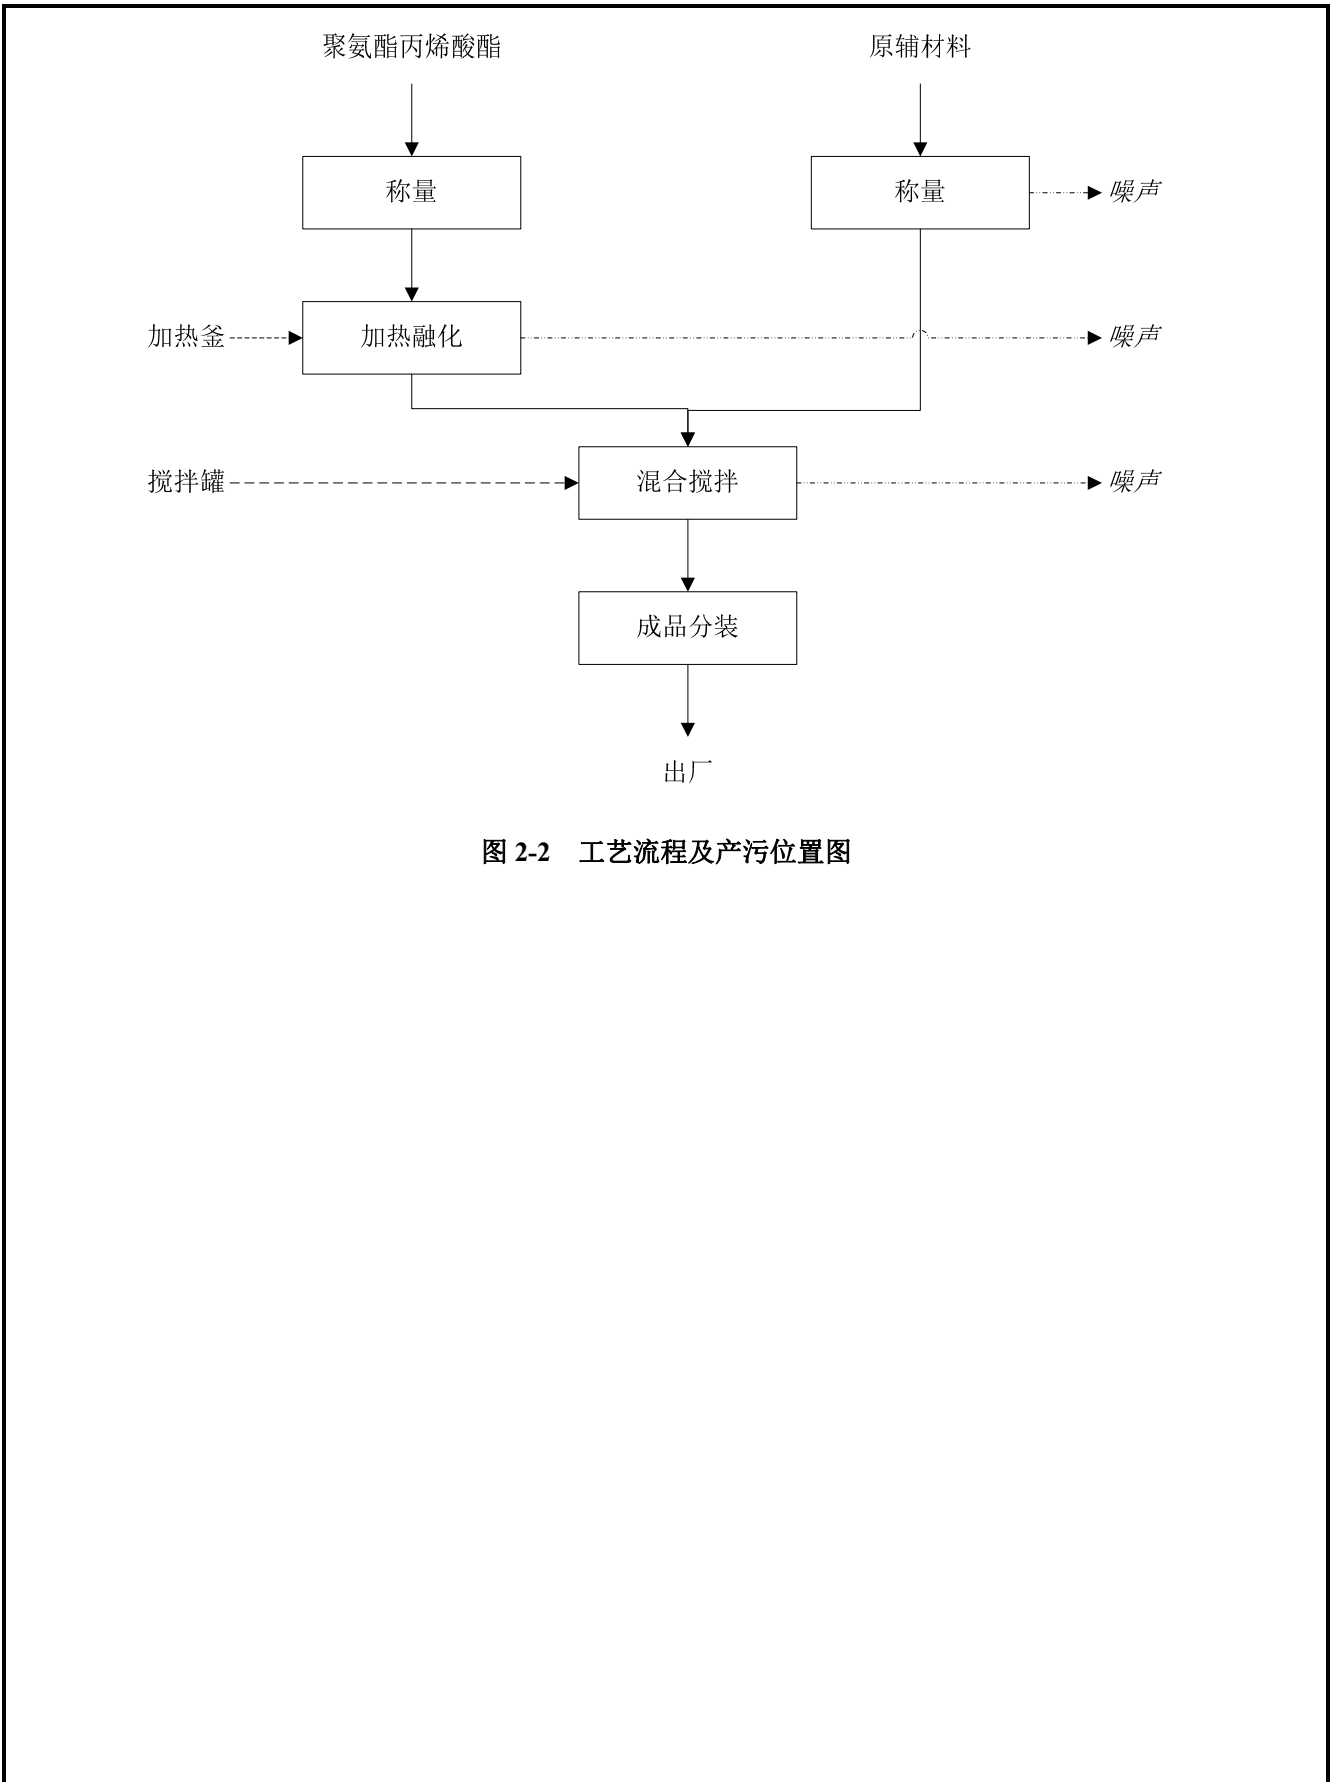 聚氨酯丙烯酸酯 原辅材料
称量 称量 噪声
加热釜 加热融化 噪声
搅拌罐 混合搅拌 噪声
成品分装
出厂
图 2-2 工艺流程及产污位置图